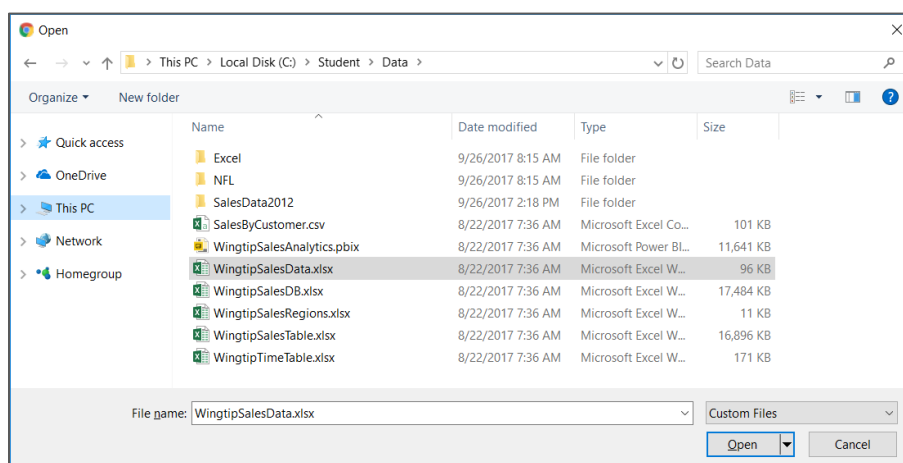 Open
This PC > Local Disk (C:) > Student > Data >
Search Data
Organize
New folder
Name Date modified Type Size
Quick access
OneDrive
This PC
Network
Homegroup
Excel 9/26/2017 8:15 AM File folder
NFL 9/26/2017 8:15 AM File folder
SalesData2012 9/26/2017 2:18 PM File folder
SalesByCustomer.csv 8/22/2017 7:36 AM Microsoft Excel Co... 101 KB
WingtipSalesAnalytics.pbix 8/22/2017 7:36 AM Microsoft Power BI... 11,641 KB
WingtipSalesData.xlsx 8/22/2017 7:36 AM Microsoft Excel W... 96 KB
WingtipSalesDB.xlsx 8/22/2017 7:36 AM Microsoft Excel W... 17,484 KB
WingtipSalesRegions.xlsx 8/22/2017 7:36 AM Microsoft Excel W... 11 KB
WingtipSalesTable.xlsx 8/22/2017 7:36 AM Microsoft Excel W... 16,896 KB
WingtipTimeTable.xlsx 8/22/2017 7:36 AM Microsoft Excel W... 171 KB
File name: WingtipSalesData.xlsx
Custom Files
Open
Cancel